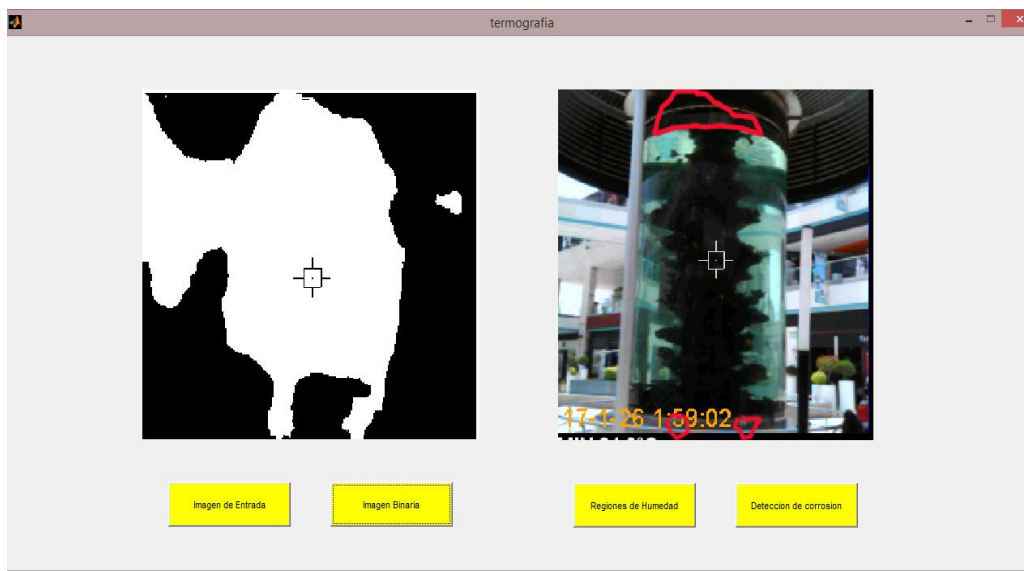 termografia
17-1-26 1:59:02
Imagen de Entrada
Imagen Binaria
Regiones de Humedad
Deteccion de corrosion